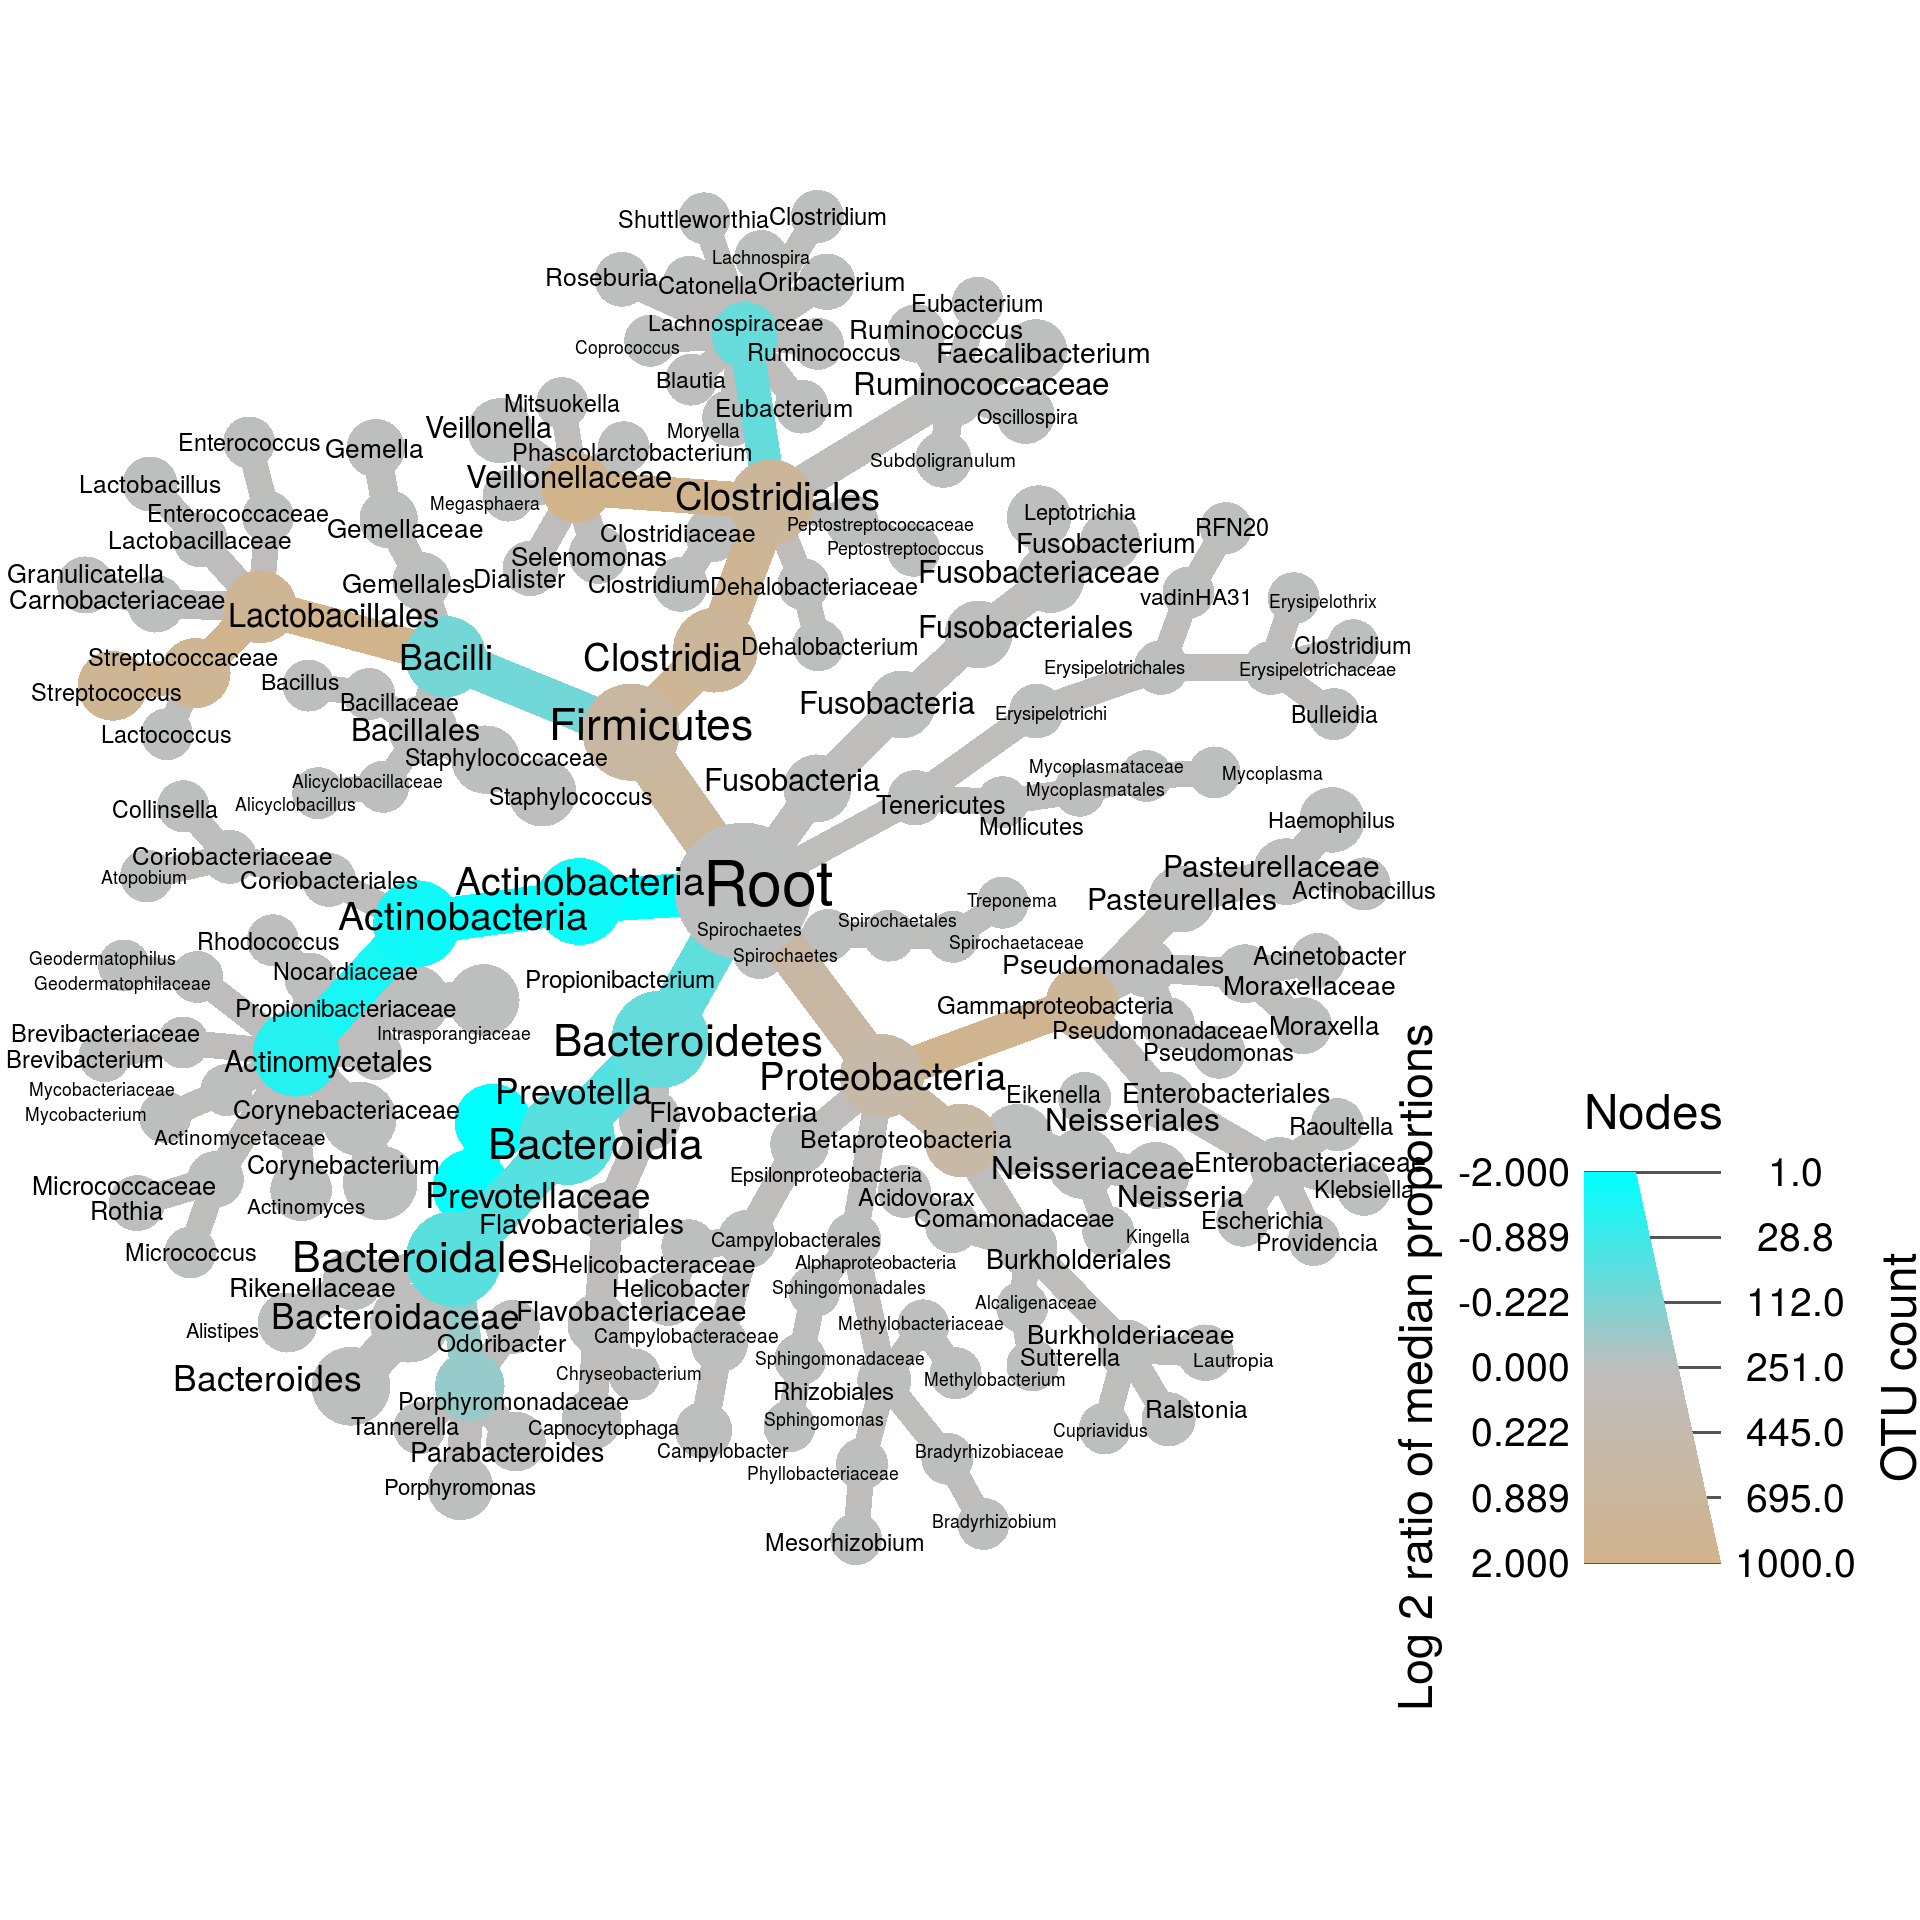 Shuttleworthia
Clostridium
Lachnospira
Roseburia
Catonella
Oribacterium
Eubacterium
Lachnospiraceae
Ruminococcus
Coprococcus
Ruminococcus
Faecalibacterium
Blautia
Ruminococcaceae
Mitsuokella
Eubacterium
Oscillospira
Veillonella
Moryella
Enterococcus
Gemella
Phascolarctobacterium
Subdoligranulum
Veillonellaceae
Lactobacillus
Megasphaera
Clostridiales
Enterococcaceae
Gemellaceae
Clostridiaceae
Peptostreptococcaceae
Leptotrichia
RFN20
Lactobacillaceae
Selenomonas
Peptostreptococcus
Fusobacterium
Granulicatella
Gemellales
Dialister
Clostridium
Dehalobacteriaceae
Fusobacteriaceae
Carnobacteriaceae
vadinHA31
Erysipelothrix
Lactobacillales
Fusobacteriales
Streptococcaceae
Bacilli
Clostridia
Dehalobacterium
Clostridium
Streptococcus
Bacillus
Erysipelotrichales
Erysipelotrichaceae
Bacillaceae
Fusobacteria
Erysipelotrichi
Bulleidia
Lactococcus
Bacillales
Firmicutes
Staphylococcaceae
Mycoplasmataceae
Mycoplasma
Alicyclobacillaceae
Fusobacteria
Mycoplasmatales
Collinsella
Alicyclobacillus
Staphylococcus
Tenericutes
Mollicutes
Haemophilus
Coriobacteriaceae
Pasteurellaceae
Atopobium
Coriobacteriales
Actinobacteria
Root
Actinobacillus
Pasteurellales
Treponema
Actinobacteria
Spirochaetes
Spirochaetales
Rhodococcus
Spirochaetaceae
Geodermatophilus
Spirochaetes
Acinetobacter
Nocardiaceae
Propionibacterium
Pseudomonadales
Geodermatophilaceae
Moraxellaceae
Propionibacteriaceae
Gammaproteobacteria
Brevibacteriaceae
Intrasporangiaceae
Bacteroidetes
Pseudomonadaceae
Moraxella
Brevibacterium
Actinomycetales
Pseudomonas
Proteobacteria
Mycobacteriaceae
Prevotella
Eikenella
Enterobacteriales
Mycobacterium
Corynebacteriaceae
Flavobacteria
Neisseriales
Raoultella
Actinomycetaceae
Bacteroidia
Betaproteobacteria
Corynebacterium
Epsilonproteobacteria
Neisseriaceae
Enterobacteriaceae
Micrococcaceae
Prevotellaceae
Acidovorax
Neisseria
Klebsiella
Rothia
Actinomyces
Flavobacteriales
Comamonadaceae
Escherichia
Micrococcus
Campylobacterales
Kingella
Providencia
Bacteroidales
Helicobacteraceae
Alphaproteobacteria
Burkholderiales
Rikenellaceae
Helicobacter
Sphingomonadales
Alcaligenaceae
Bacteroidaceae
Flavobacteriaceae
Methylobacteriaceae
Alistipes
Odoribacter
Campylobacteraceae
Burkholderiaceae
Bacteroides
Chryseobacterium
Sphingomonadaceae
Sutterella
Lautropia
Porphyromonadaceae
Rhizobiales
Methylobacterium
Tannerella
Capnocytophaga
Sphingomonas
Ralstonia
Parabacteroides
Campylobacter
Bradyrhizobiaceae
Cupriavidus
Porphyromonas
Phyllobacteriaceae
Mesorhizobium
Bradyrhizobium
Nodes
-2.000 1.0
-0.889 28.8
-0.222 112.0
0.000 251.0
0.222 445.0
0.889 695.0
2.000 1000.0
Log 2 ratio of median proportions
OTU count